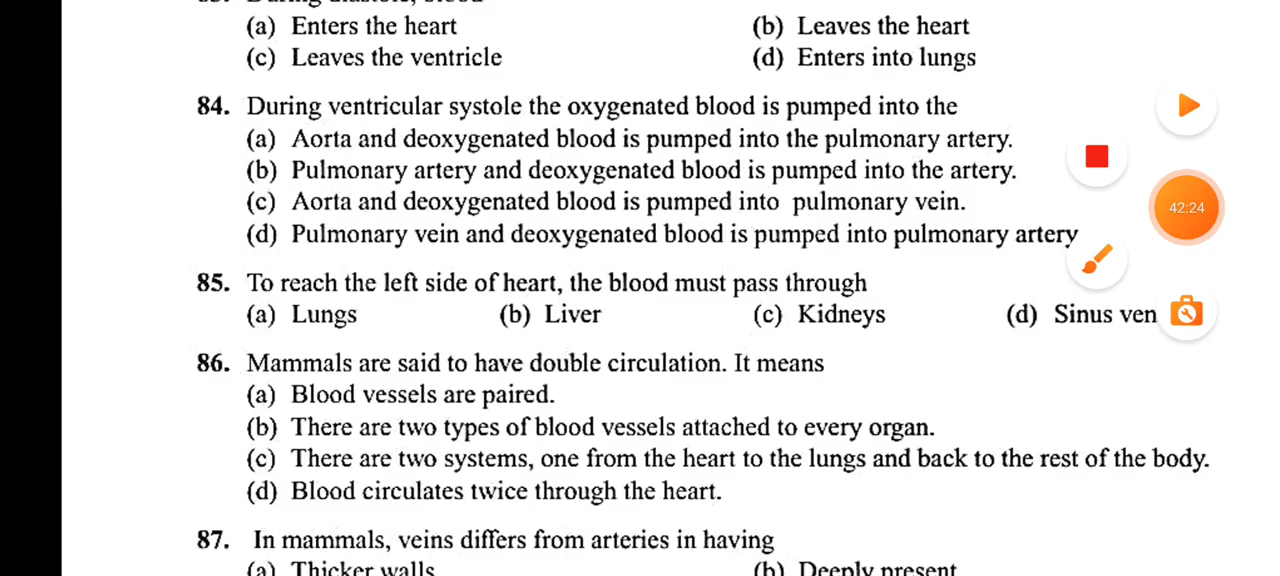 (a) Enters the heart (b) Leaves the heart
(c) Leaves the ventricle (d) Enters into lungs
84. During ventricular systole the oxygenated blood is pumped into the
(a) Aorta and deoxygenated blood is pumped into the pulmonary artery.
(b) Pulmonary artery and deoxygenated blood is pumped into the artery.
(c) Aorta and deoxygenated blood is pumped into pulmonary vein.
(d) Pulmonary vein and deoxygenated blood is pumped into pulmonary artery
42:24
85. To reach the left side of heart, the blood must pass through
(a) Lungs (b) Liver (c) Kidneys (d) Sinus ven
86. Mammals are said to have double circulation. It means
(a) Blood vessels are paired.
(b) There are two types of blood vessels attached to every organ.
(c) There are two systems, one from the heart to the lungs and back to the rest of the body.
(d) Blood circulates twice through the heart.
87. In mammals, veins differs from arteries in having
(a) Thicker walls (b) Deeply present